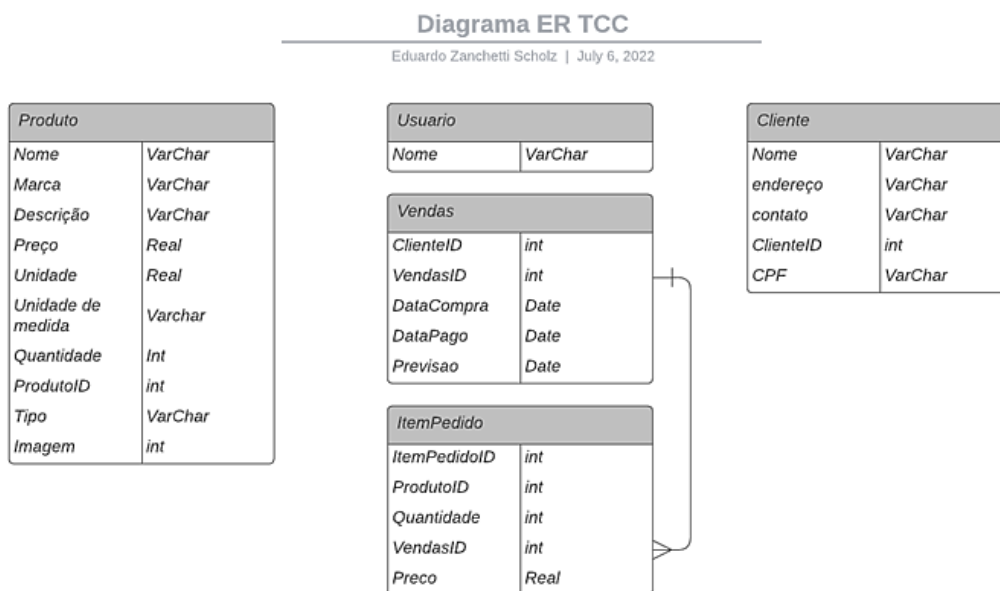 Diagrama ER TCC
Eduardo Zanchetti Scholz | July 6, 2022
Produto
Nome VarChar
Marca VarChar
Descrição VarChar
Preço Real
Unidade Real
Unidade de
medida Varchar
Quantidade Int
ProdutoID int
Tipo VarChar
Imagem int
Usuario
Nome VarChar
Vendas
ClienteID int
VendasID int
DataCompra Date
DataPago Date
Previsao Date
ItemPedido
ItemPedidoID int
ProdutoID int
Quantidade int
VendasID int
Preco Real
Cliente
Nome VarChar
endereço VarChar
contato VarChar
ClienteID int
CPF VarChar